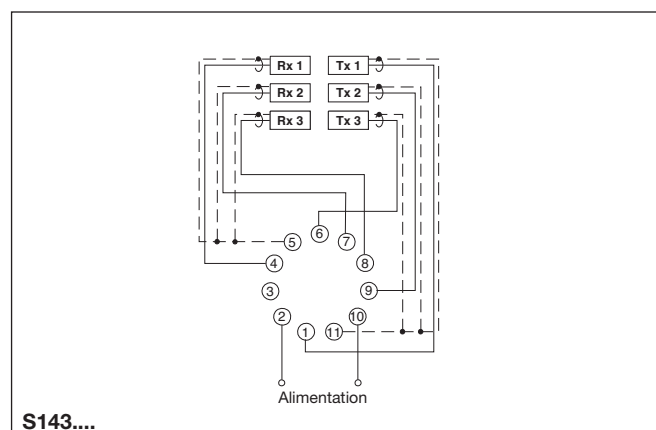 Rx 1 Tx 1
Rx 2 Tx 2
Rx 3 Tx 3
6
5 7
4 8
3 9
2 10
1 11
Alimentation
S143....